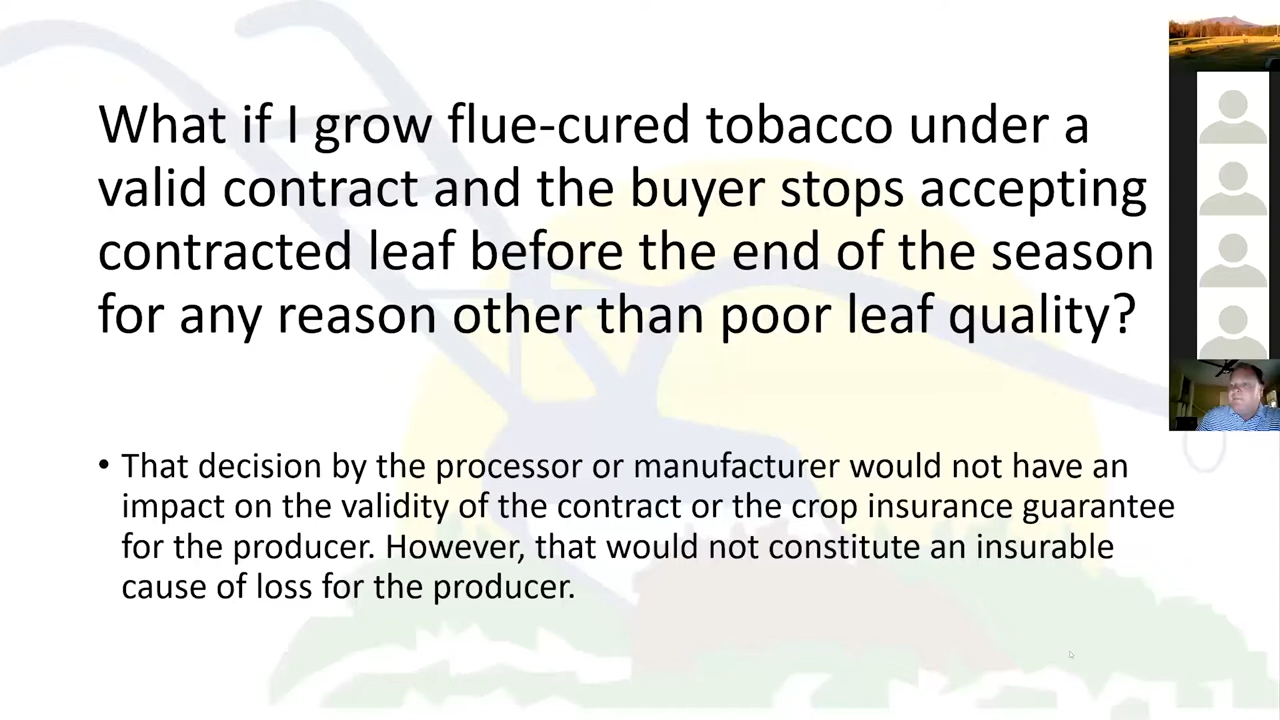 What if I grow flue-cured tobacco under a
valid contract and the buyer stops accepting
contracted leaf before the end of the season
for any reason other than poor leaf quality?
• That decision by the processor or manufacturer would not have an
impact on the validity of the contract or the crop insurance guarantee
for the producer. However, that would not constitute an insurable
cause of loss for the producer.